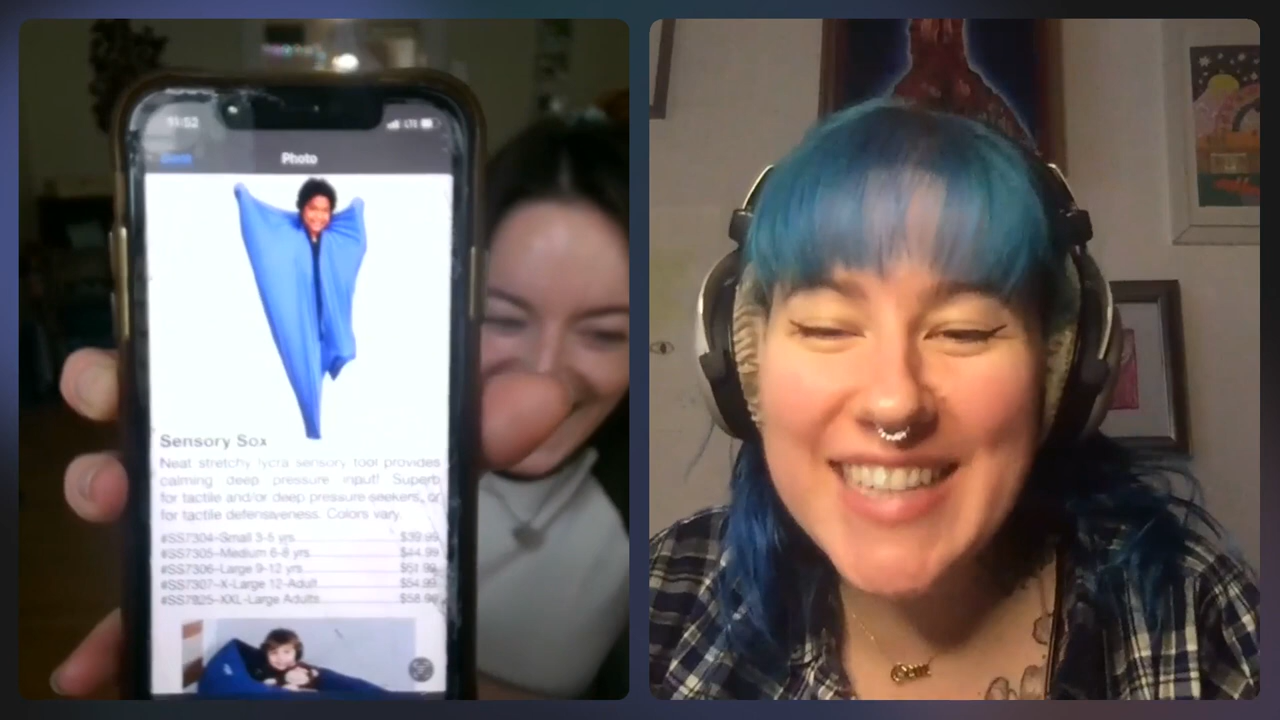 11:52
LTE
Photo
Sensory Sox
Neat stretchy lycra sensory tool provides
calming deep pressure input! Superb
for tactile and/or deep pressure seekers, or
for tactile defensiveness. Colors vary.
#SS7304-Small 3-5 yrs $39.99
#SS7305-Medium 6-8 yrs $44.99
#SS7306-Large 9-12 yrs $51.99
#SS7307-X-Large 12-Adult $54.99
#SS7825-XXL-Large Adults